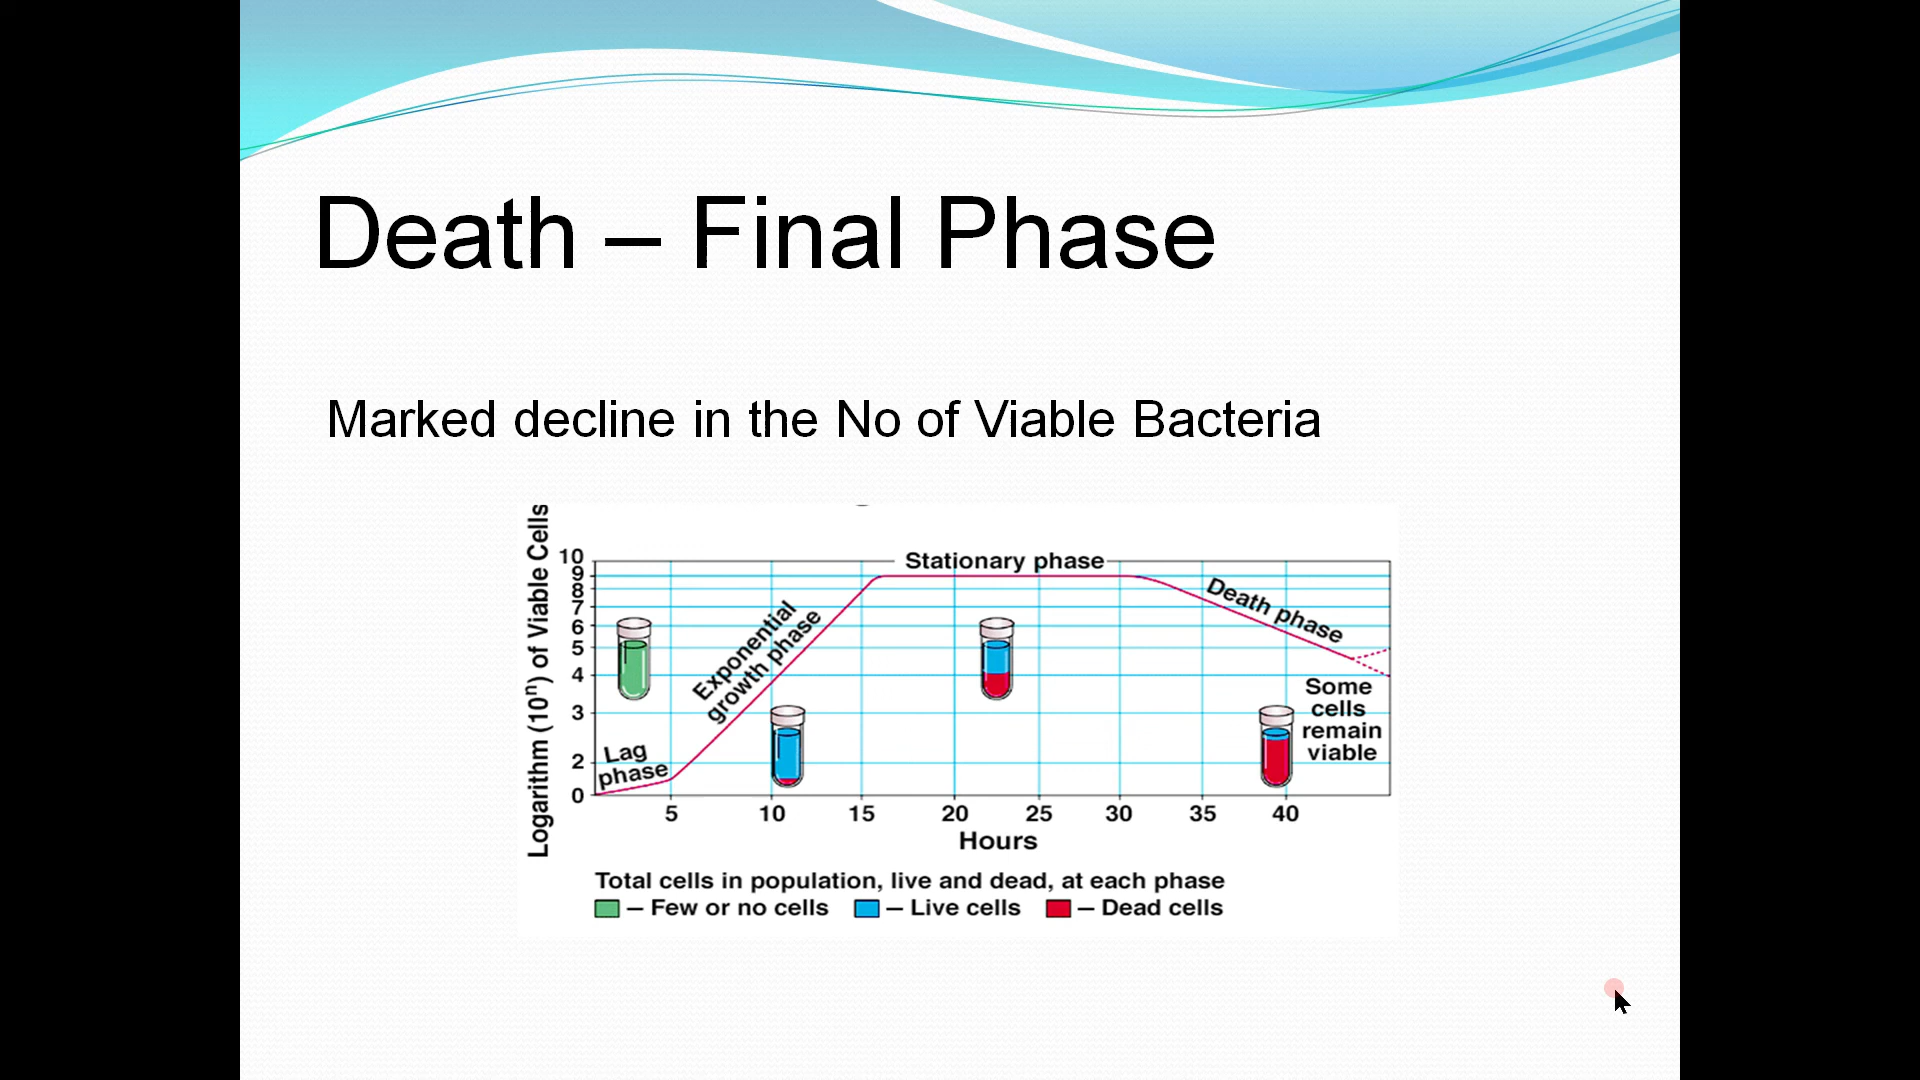 Death – Final Phase
Marked decline in the No of Viable Bacteria
Logarithm (10ⁿ) of Viable Cells
10
9
8
7
6
5
4
3
2
0
Stationary phase
Exponential
growth phase
Death phase
Lag
phase
Some
cells
remain
viable
5 10 15 20 25 30 35 40
Hours
Total cells in population, live and dead, at each phase
– Few or no cells – Live cells – Dead cells